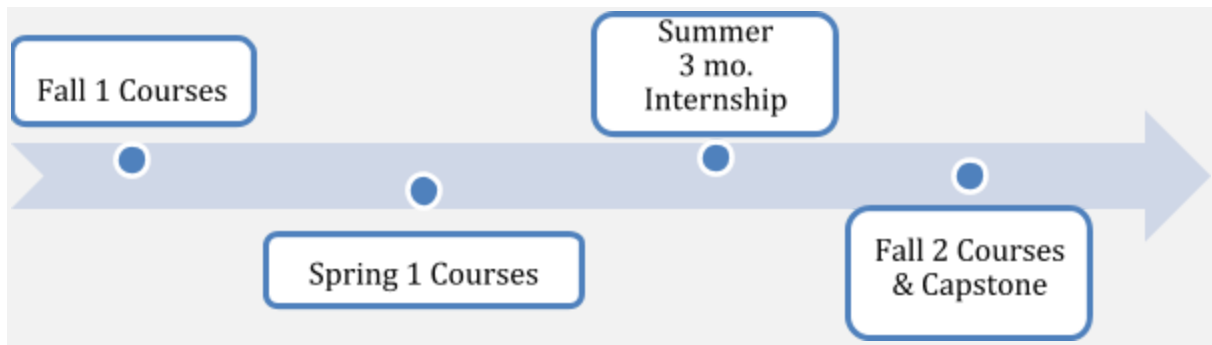 Fall 1 Courses
Spring 1 Courses
Summer
3 mo.
Internship
Fall 2 Courses
& Capstone